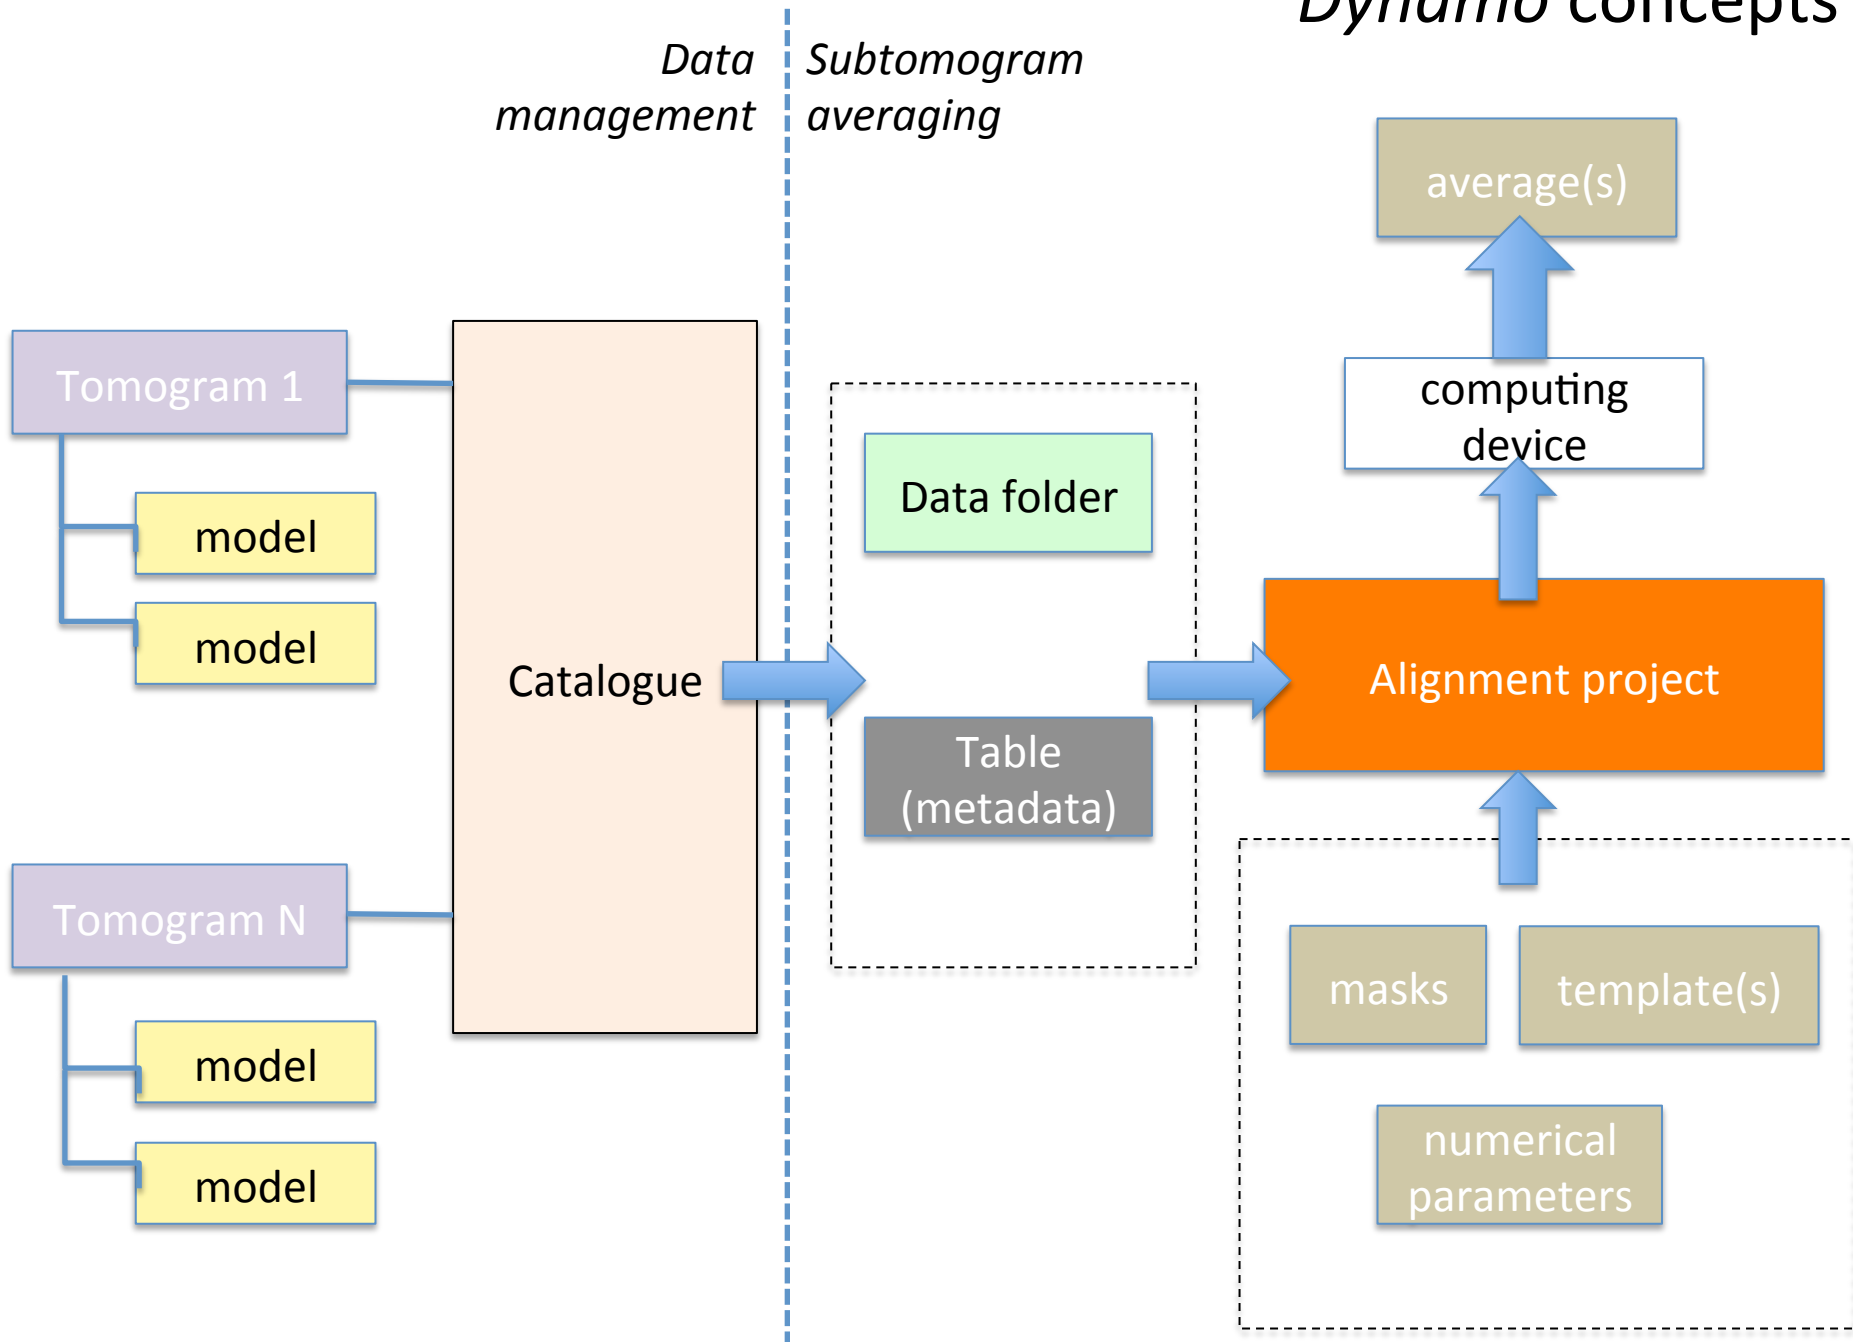 Dynamo concepts
Data
management
Subtomogram
averaging
average(s)
Tomogram 1
model
model
Catalogue
Tomogram N
model
model
Data folder
Table
(metadata)
computing
device
Alignment project
masks
template(s)
numerical
parameters